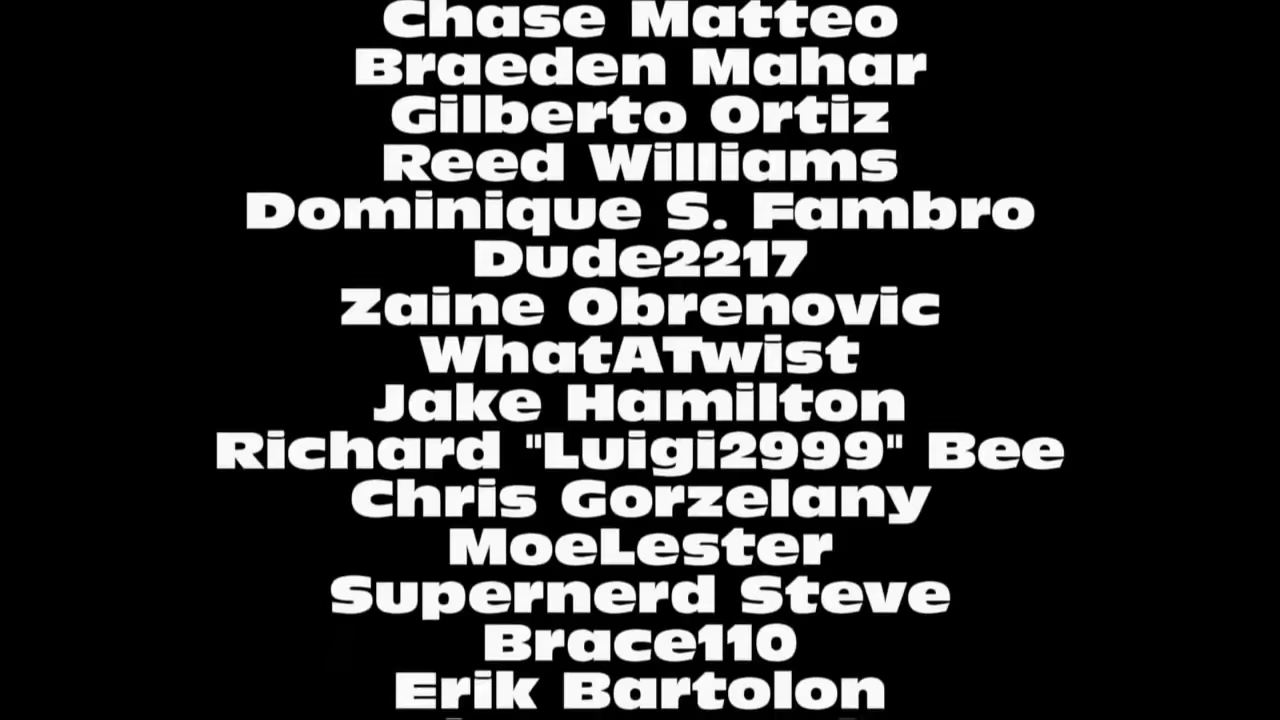 Chase Matteo
Braeden Mahar
Gilberto Ortiz
Reed Williams
Dominique S. Fambro
Dude2217
Zaine Obrenovic
WhatATwist
Jake Hamilton
Richard "Luigi2999" Bee
Chris Gorzelany
MoeLester
Supernerd Steve
Brace110
Erik Bartolon